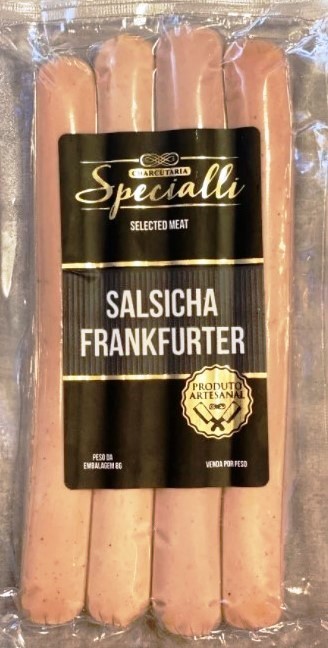 CHARCUTARIA
Specialli
SELECTED MEAT
SALSICHA
FRANKFURTER
PRODUTO
ARTESANAL
PESO DA
EMBALAGEM 8G
VENDA POR PESO